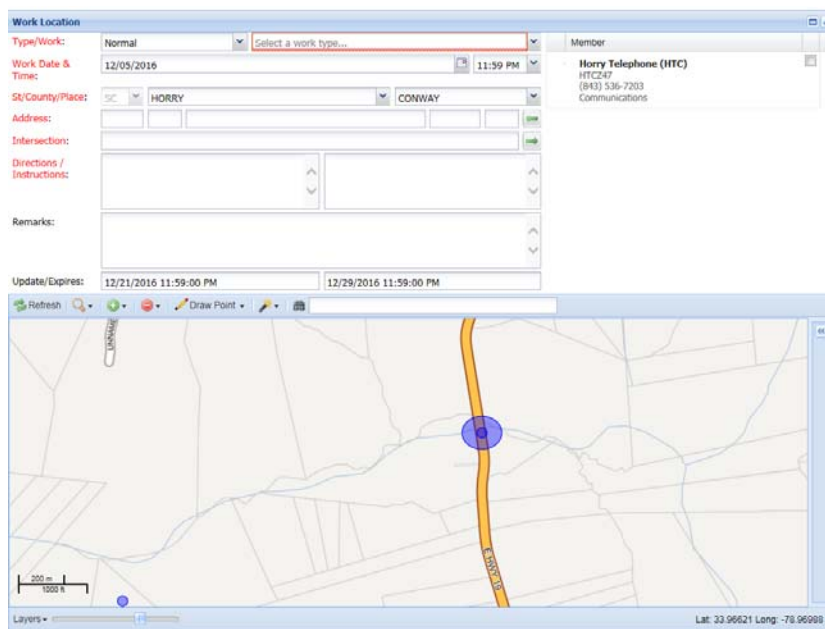 Work Location
Type/Work: Normal Select a work type...
Member
Work Date & Time: 12/05/2016 11:59 PM
Horry Telephone (HTC)
HTCZ47
(843) 536-7203
Communications
St/County/Place: SC HORRY CONWAY
Address:
Intersection:
Directions / Instructions:
Remarks:
Update/Expires: 12/21/2016 11:59:00 PM 12/29/2016 11:59:00 PM
Refresh Draw Point
E HWY 19
200 m
1000 ft
Layers Lat: 33.96621 Long: -78.96988